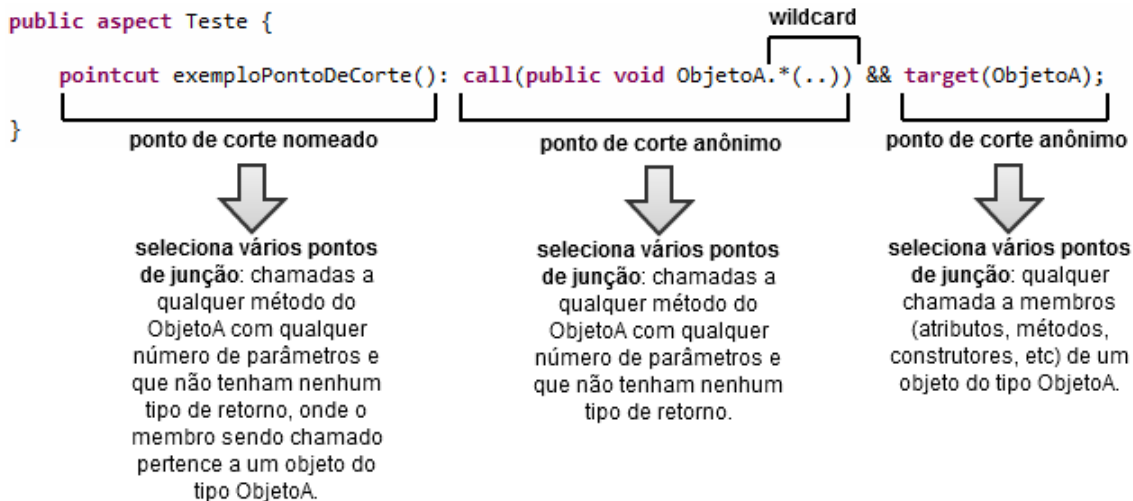 wildcard
public aspect Teste {
pointcut exemploPontoDeCorte(): call(public void ObjetoA.*(..)) && target(ObjetoA);
}
ponto de corte nomeado
ponto de corte anônimo
ponto de corte anônimo
seleciona vários pontos
de junção: chamadas a
qualquer método do
ObjetoA com qualquer
número de parâmetros e
que não tenham nenhum
tipo de retorno, onde o
membro sendo chamado
pertence a um objeto do
tipo ObjetoA.
seleciona vários pontos
de junção: chamadas a
qualquer método do
ObjetoA com qualquer
número de parâmetros e
que não tenham nenhum
tipo de retorno.
seleciona vários pontos
de junção: qualquer
chamada a membros
(atributos, métodos,
construtores, etc) de um
objeto do tipo ObjetoA.